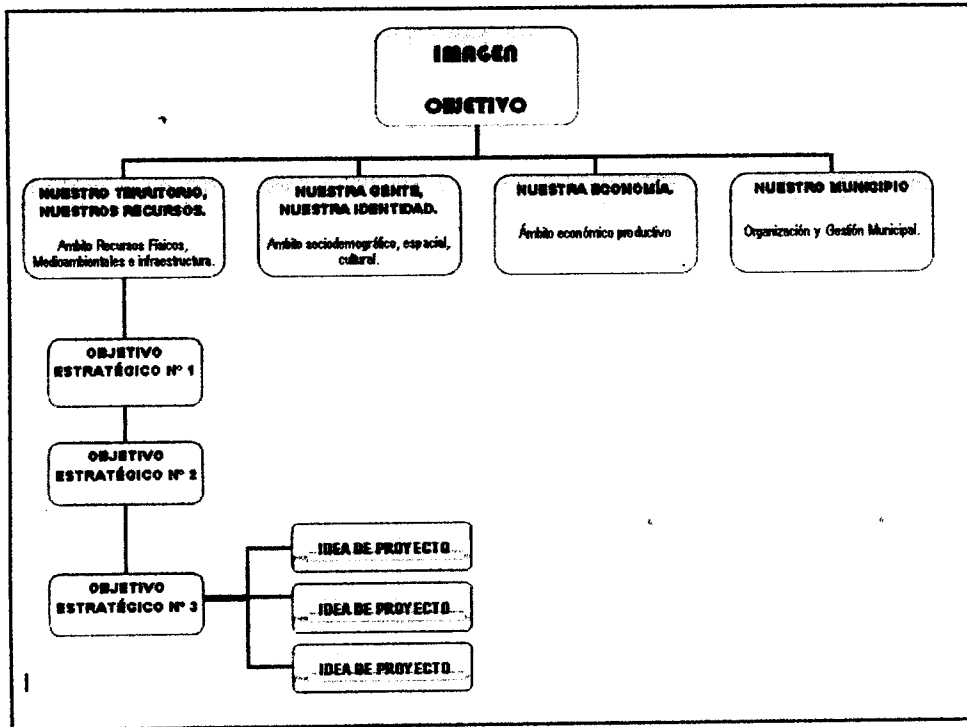 IMAGEN
OBJETIVO
NUESTRO TERRITORIO,
NUESTROS RECURSOS.
Ámbito Recursos Físicos,
Medioambientales e infraestructura.
NUESTRA GENTE,
NUESTRA IDENTIDAD.
Ámbito sociodemográfico, espacial,
cultural.
NUESTRA ECONOMÍA.
Ámbito económico productivo
NUESTRO MUNICIPIO
Organización y Gestión Municipal.
OBJETIVO
ESTRATÉGICO Nº 1
OBJETIVO
ESTRATÉGICO Nº 2
OBJETIVO
ESTRATÉGICO Nº 3
IDEA DE PROYECTO
IDEA DE PROYECTO
IDEA DE PROYECTO